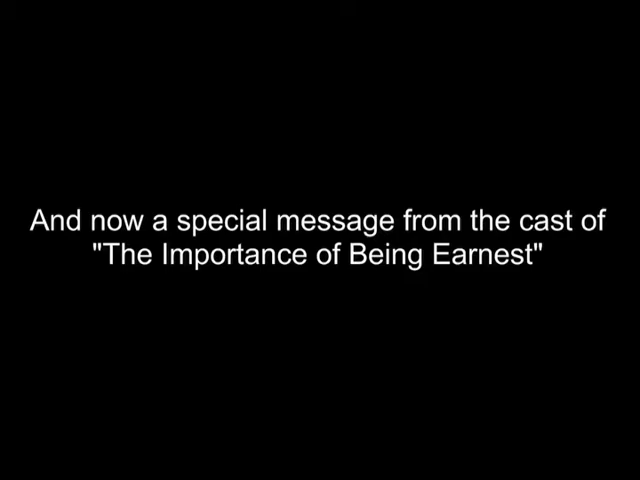 And now a special message from the cast of
"The Importance of Being Earnest"